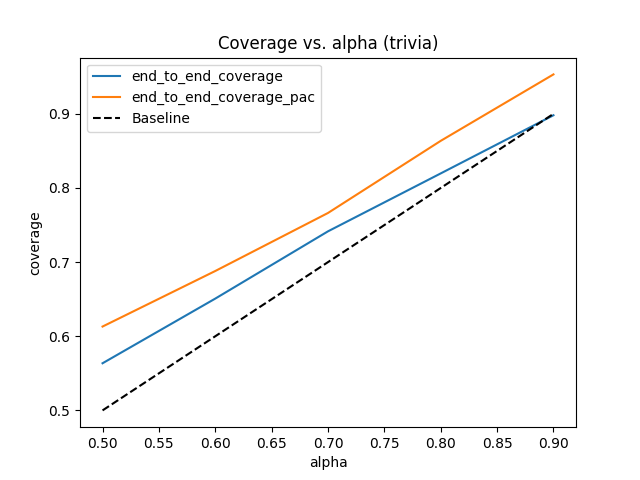 Coverage vs. alpha (trivia)
end_to_end_coverage
end_to_end_coverage_pac
Baseline
coverage
0.9
0.8
0.7
0.6
0.5
0.50 0.55 0.60 0.65 0.70 0.75 0.80 0.85 0.90
alpha